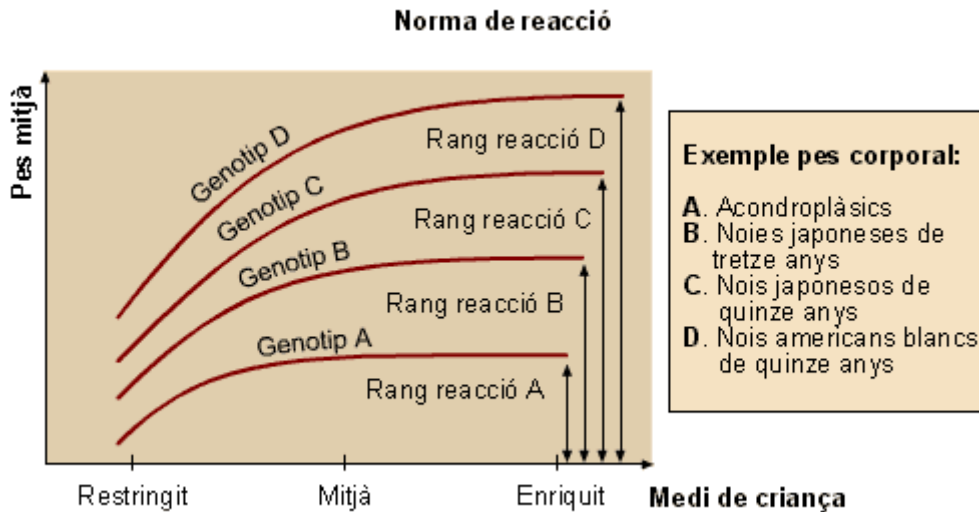 Norma de reacció
Pes mitjà
Genotip D
Genotip C
Genotip B
Genotip A
Rang reacció D
Rang reacció C
Rang reacció B
Rang reacció A
Restringit
Mitjà
Enriquit
Medi de criança
Exemple pes corporal:
A. Acondroplàsics
B. Noies japoneses de
tretze anys
C. Nois japonesos de
quinze anys
D. Nois americans blancs
de quinze anys